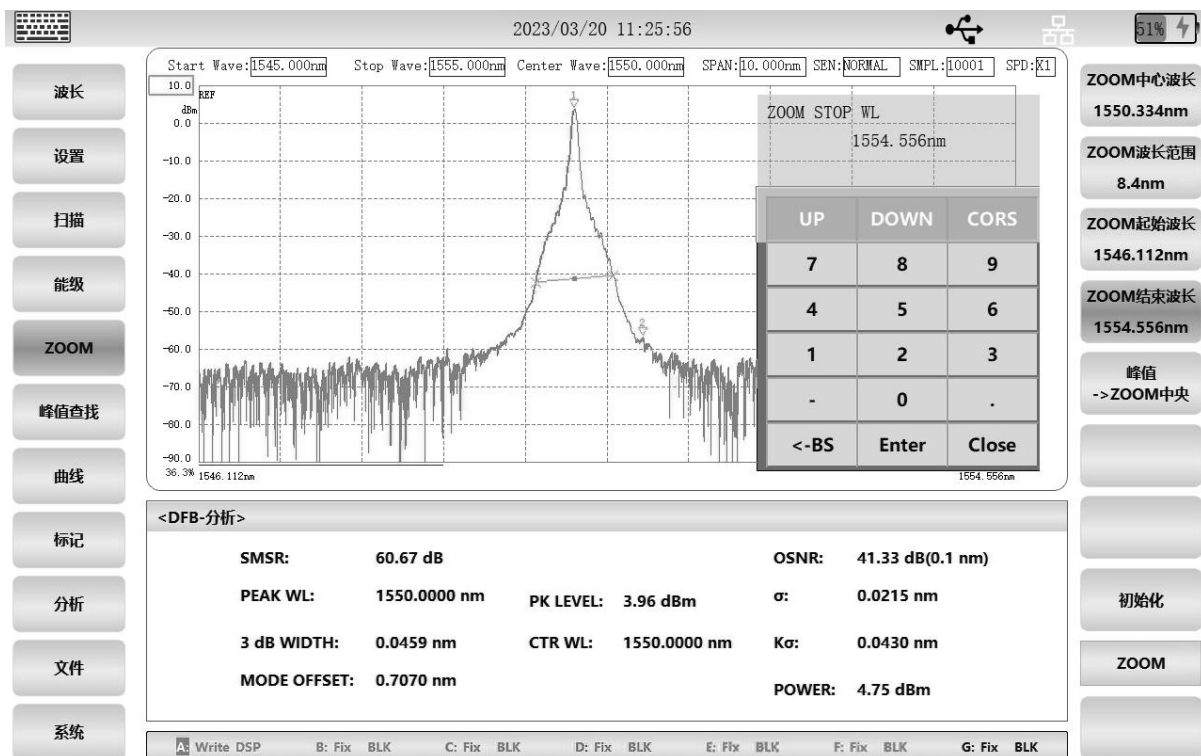 2023/03/20 11:25:56
51%
波长
设置
扫描
能级
ZOOM
峰值查找
曲线
标记
分析
文件
系统
Start Wave:1545.000nm Stop Wave:1555.000nm Center Wave:1550.000nm SPAN:10.000nm SEN:NORMAL SMPL:10001 SPD:X1
10.0
REF
dBm
0.0
-10.0
-20.0
-30.0
-40.0
-50.0
-60.0
-70.0
-80.0
-90.0
36.3% 1546.112nm
1554.556nm
1
2
ZOOM STOP WL
1554.556nm
UP DOWN CORS
7 8 9
4 5 6
1 2 3
- 0 .
<-BS Enter Close
<DFB-分析>
SMSR: 60.67 dB OSNR: 41.33 dB(0.1 nm)
PEAK WL: 1550.0000 nm PK LEVEL: 3.96 dBm σ: 0.0215 nm
3 dB WIDTH: 0.0459 nm CTR WL: 1550.0000 nm Kσ: 0.0430 nm
MODE OFFSET: 0.7070 nm POWER: 4.75 dBm
A: Write DSP B: Fix BLK C: Fix BLK D: Fix BLK E: Fix BLK F: Fix BLK G: Fix BLK
ZOOM中心波长
1550.334nm
ZOOM波长范围
8.4nm
ZOOM起始波长
1546.112nm
ZOOM结束波长
1554.556nm
峰值
->ZOOM中央
初始化
ZOOM